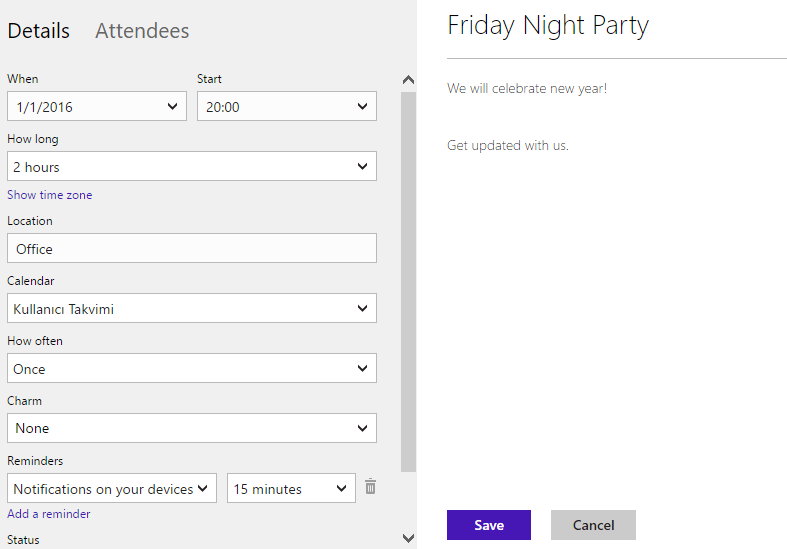 Details Attendees
When Start
1/1/2016 20:00
How long
2 hours
Show time zone
Location
Office
Calendar
Kullanıcı Takvimi
How often
Once
Charm
None
Reminders
Notifications on your devices 15 minutes
Add a reminder
Status
Friday Night Party
We will celebrate new year!
Get updated with us.
Save Cancel